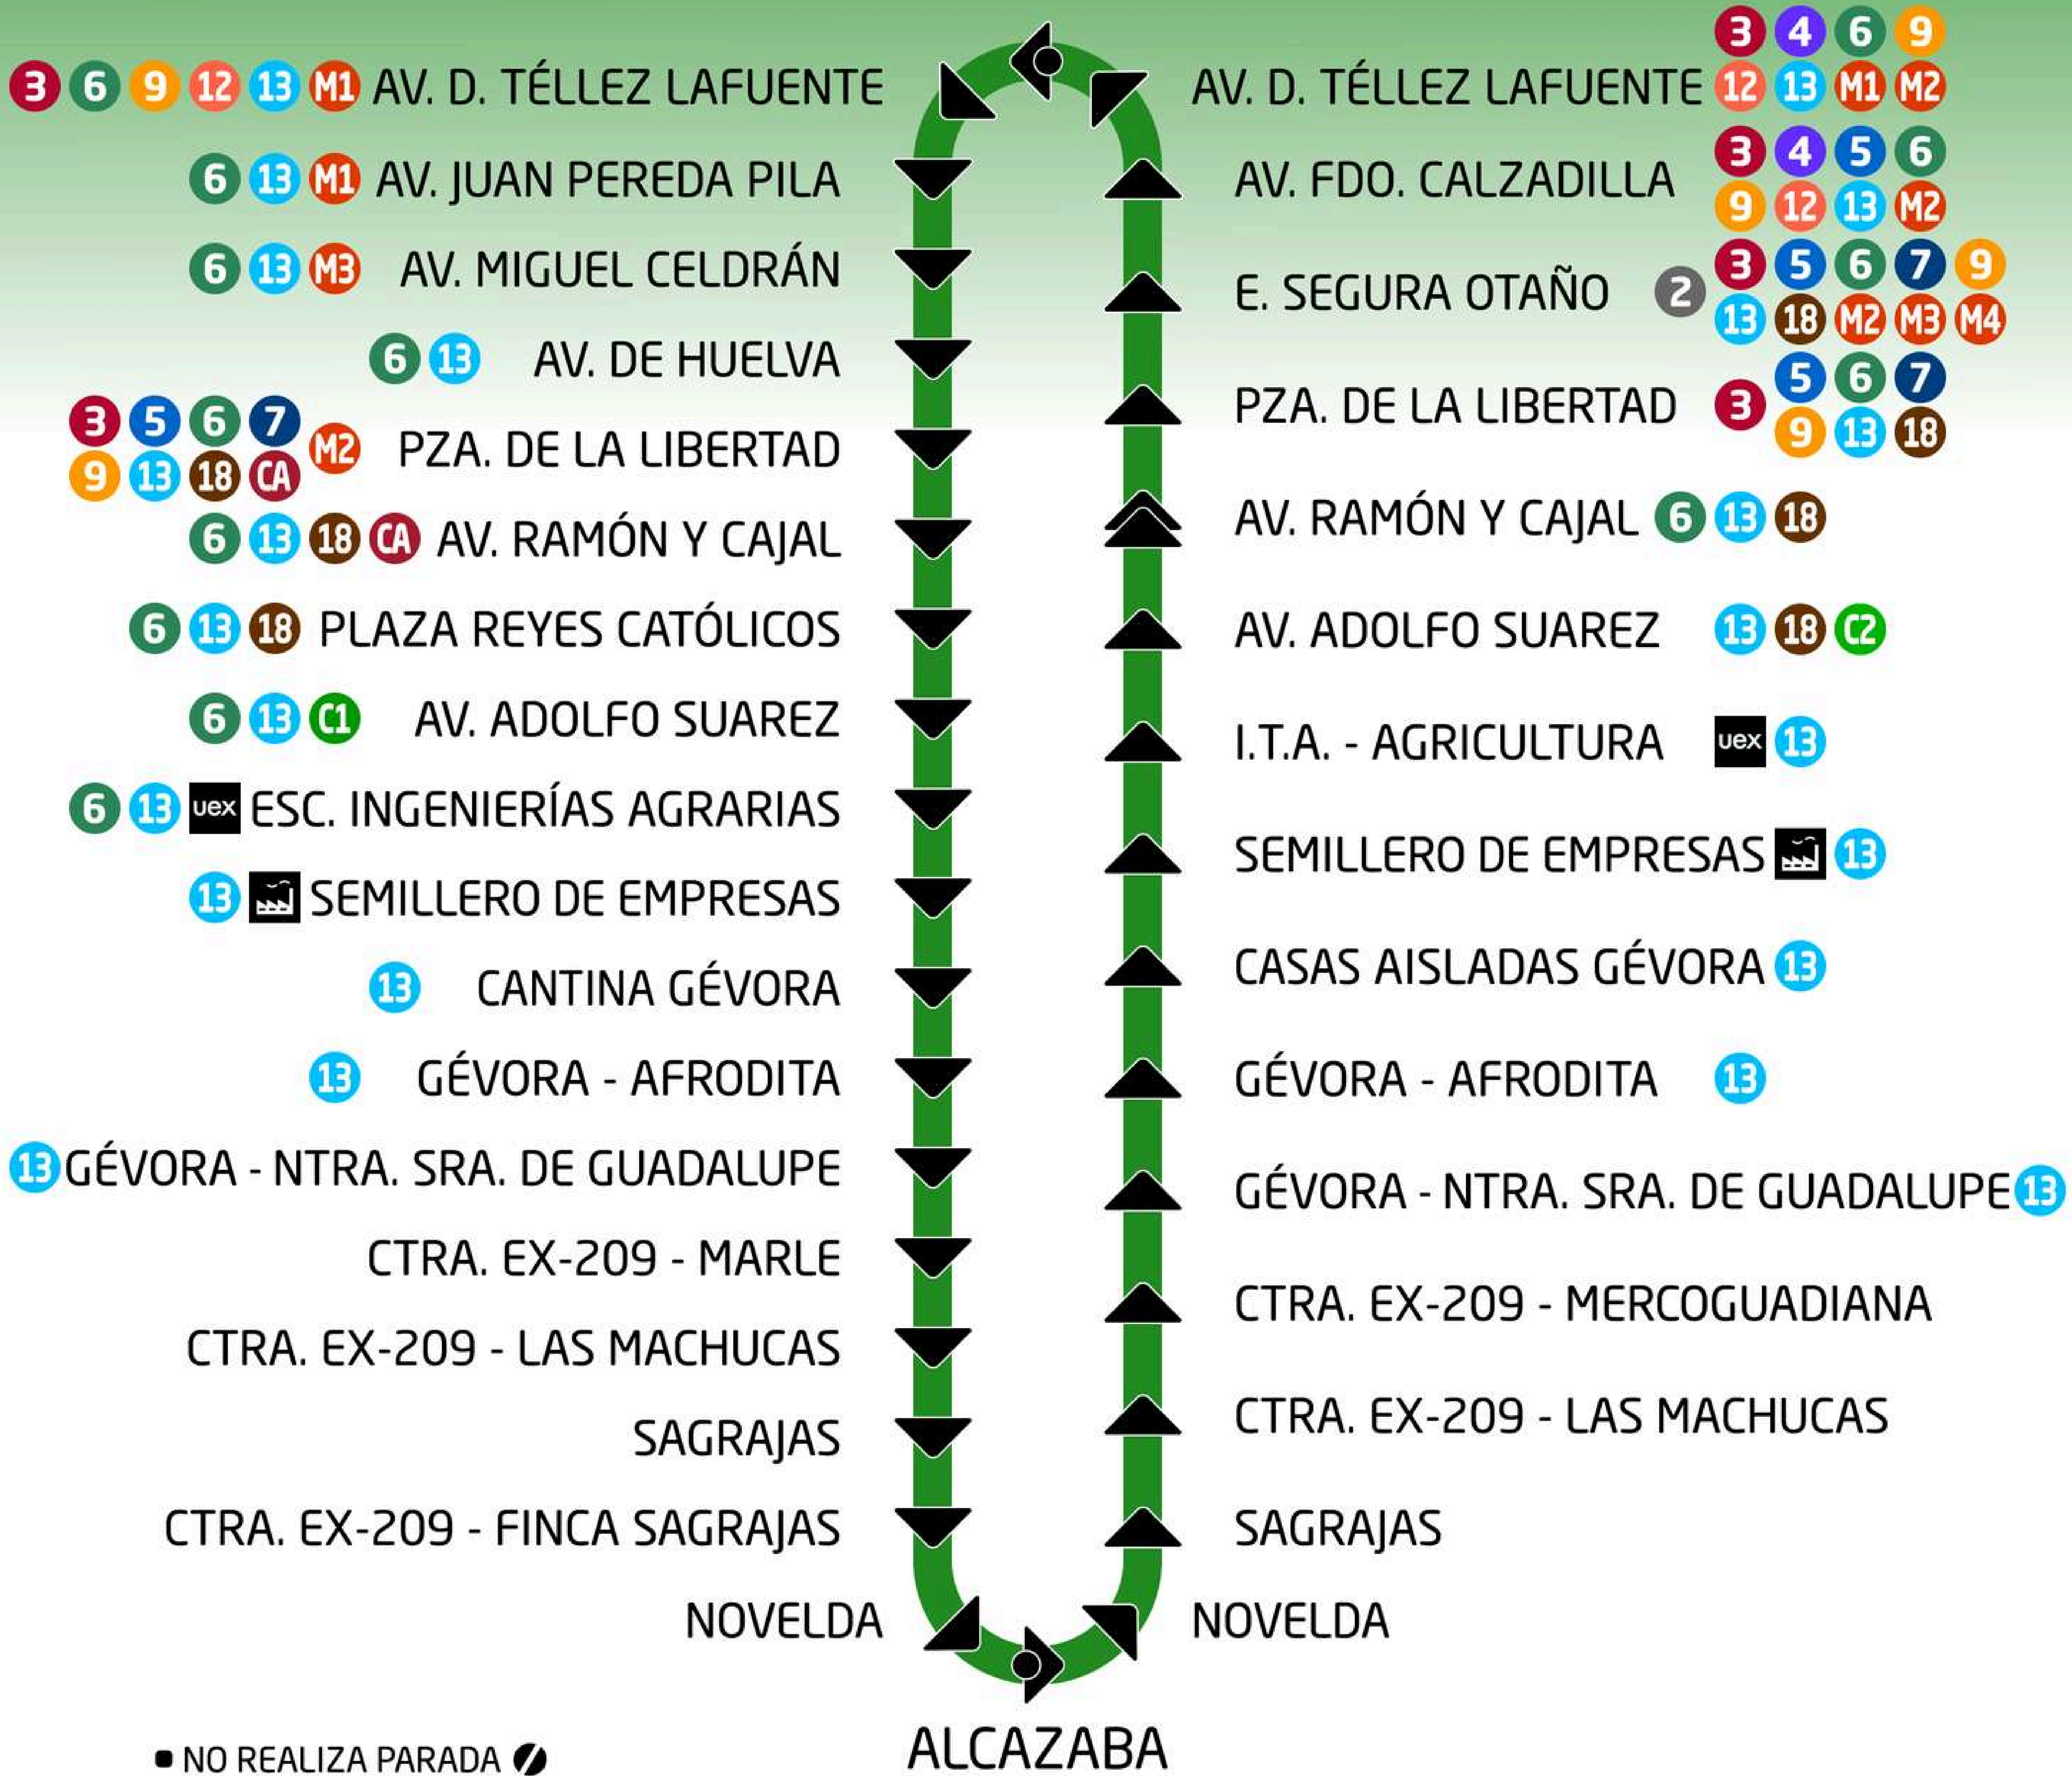 3 6 9 12 13 M1 AV. D. TÉLLEZ LAFUENTE
6 13 M1 AV. JUAN PEREDA PILA
6 13 M3 AV. MIGUEL CELDRÁN
6 13 AV. DE HUELVA
3 5 6 7
9 13 18 CA
M2 PZA. DE LA LIBERTAD
6 13 18 CA AV. RAMÓN Y CAJAL
6 13 18 PLAZA REYES CATÓLICOS
6 13 C1 AV. ADOLFO SUAREZ
6 13 uex ESC. INGENIERÍAS AGRARIAS
13 SEMILLERO DE EMPRESAS
13 CANTINA GÉVORA
13 GÉVORA - AFRODITA
13 GÉVORA - NTRA. SRA. DE GUADALUPE
CTRA. EX-209 - MARLE
CTRA. EX-209 - LAS MACHUCAS
SAGRAJAS
CTRA. EX-209 - FINCA SAGRAJAS
NOVELDA
3 4 6 9
AV. D. TÉLLEZ LAFUENTE 12 13 M1 M2
3 4 5 6
AV. FDO. CALZADILLA
9 12 13 M2
3 5 6 7 9
E. SEGURA OTAÑO 2
13 18 M2 M3 M4
5 6 7
PZA. DE LA LIBERTAD 3
9 13 18
AV. RAMÓN Y CAJAL 6 13 18
AV. ADOLFO SUAREZ 13 18 C2
I.T.A. - AGRICULTURA uex 13
SEMILLERO DE EMPRESAS 13
CASAS AISLADAS GÉVORA 13
GÉVORA - AFRODITA 13
GÉVORA - NTRA. SRA. DE GUADALUPE 13
CTRA. EX-209 - MERCOGUADIANA
CTRA. EX-209 - LAS MACHUCAS
SAGRAJAS
NOVELDA
ALCAZABA
NO REALIZA PARADA